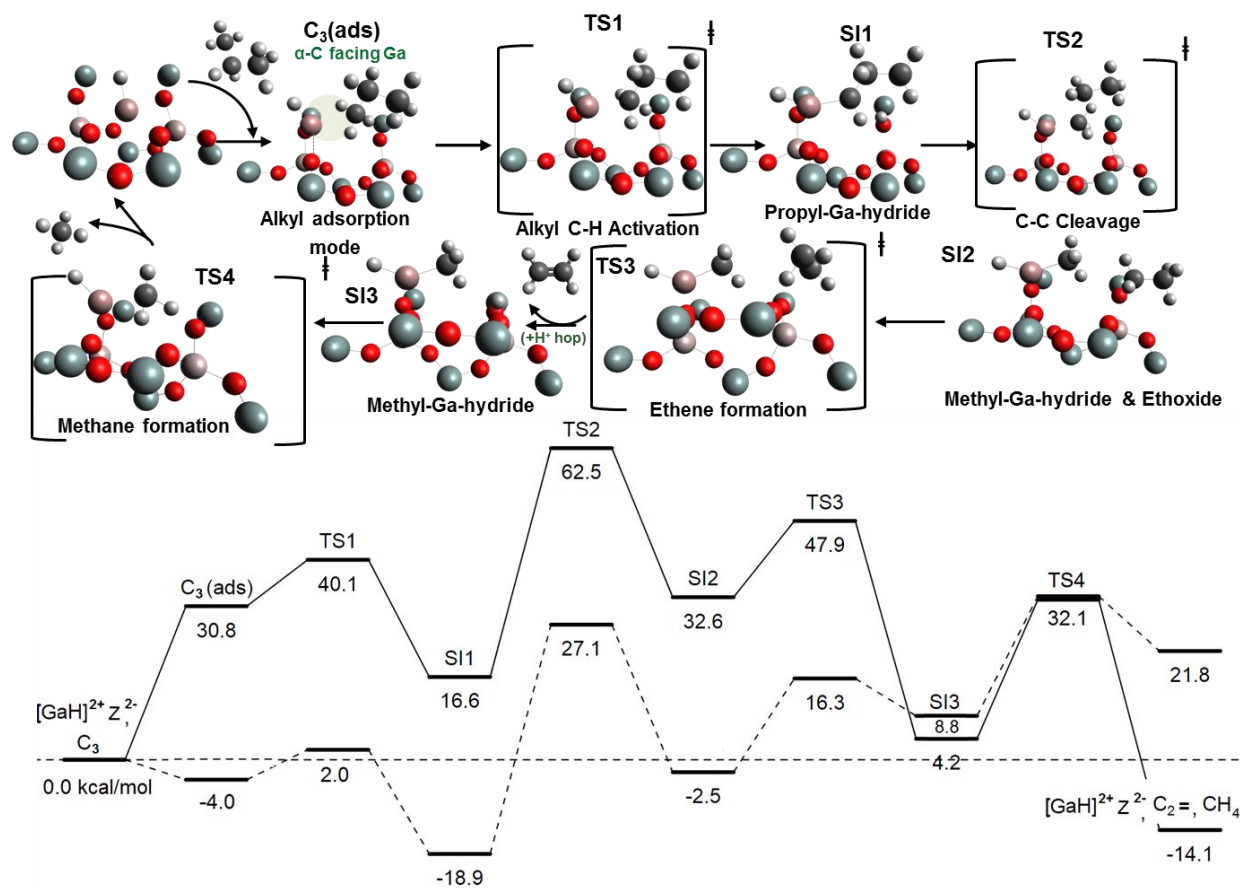 C₃(ads)
α-C facing Ga
TS1
‡
SI1
TS2
‡
Alkyl adsorption
mode
Alkyl C-H Activation
Propyl-Ga-hydride
C-C Cleavage
TS4
‡
SI3
TS3
‡
SI2
(+H⁺ hop)
Methane formation
Methyl-Ga-hydride
Ethene formation
Methyl-Ga-hydride & Ethoxide
TS2
62.5
TS3
47.9
TS1
40.1
C₃(ads)
30.8
SI2
32.6
TS4
32.1
27.1
SI1
16.6
21.8
16.3
SI3
8.8
4.2
[GaH]²⁺ Z²⁻,
C₃
0.0 kcal/mol
-4.0
2.0
-2.5
-18.9
[GaH]²⁺ Z²⁻, C₂=, CH₄
-14.1